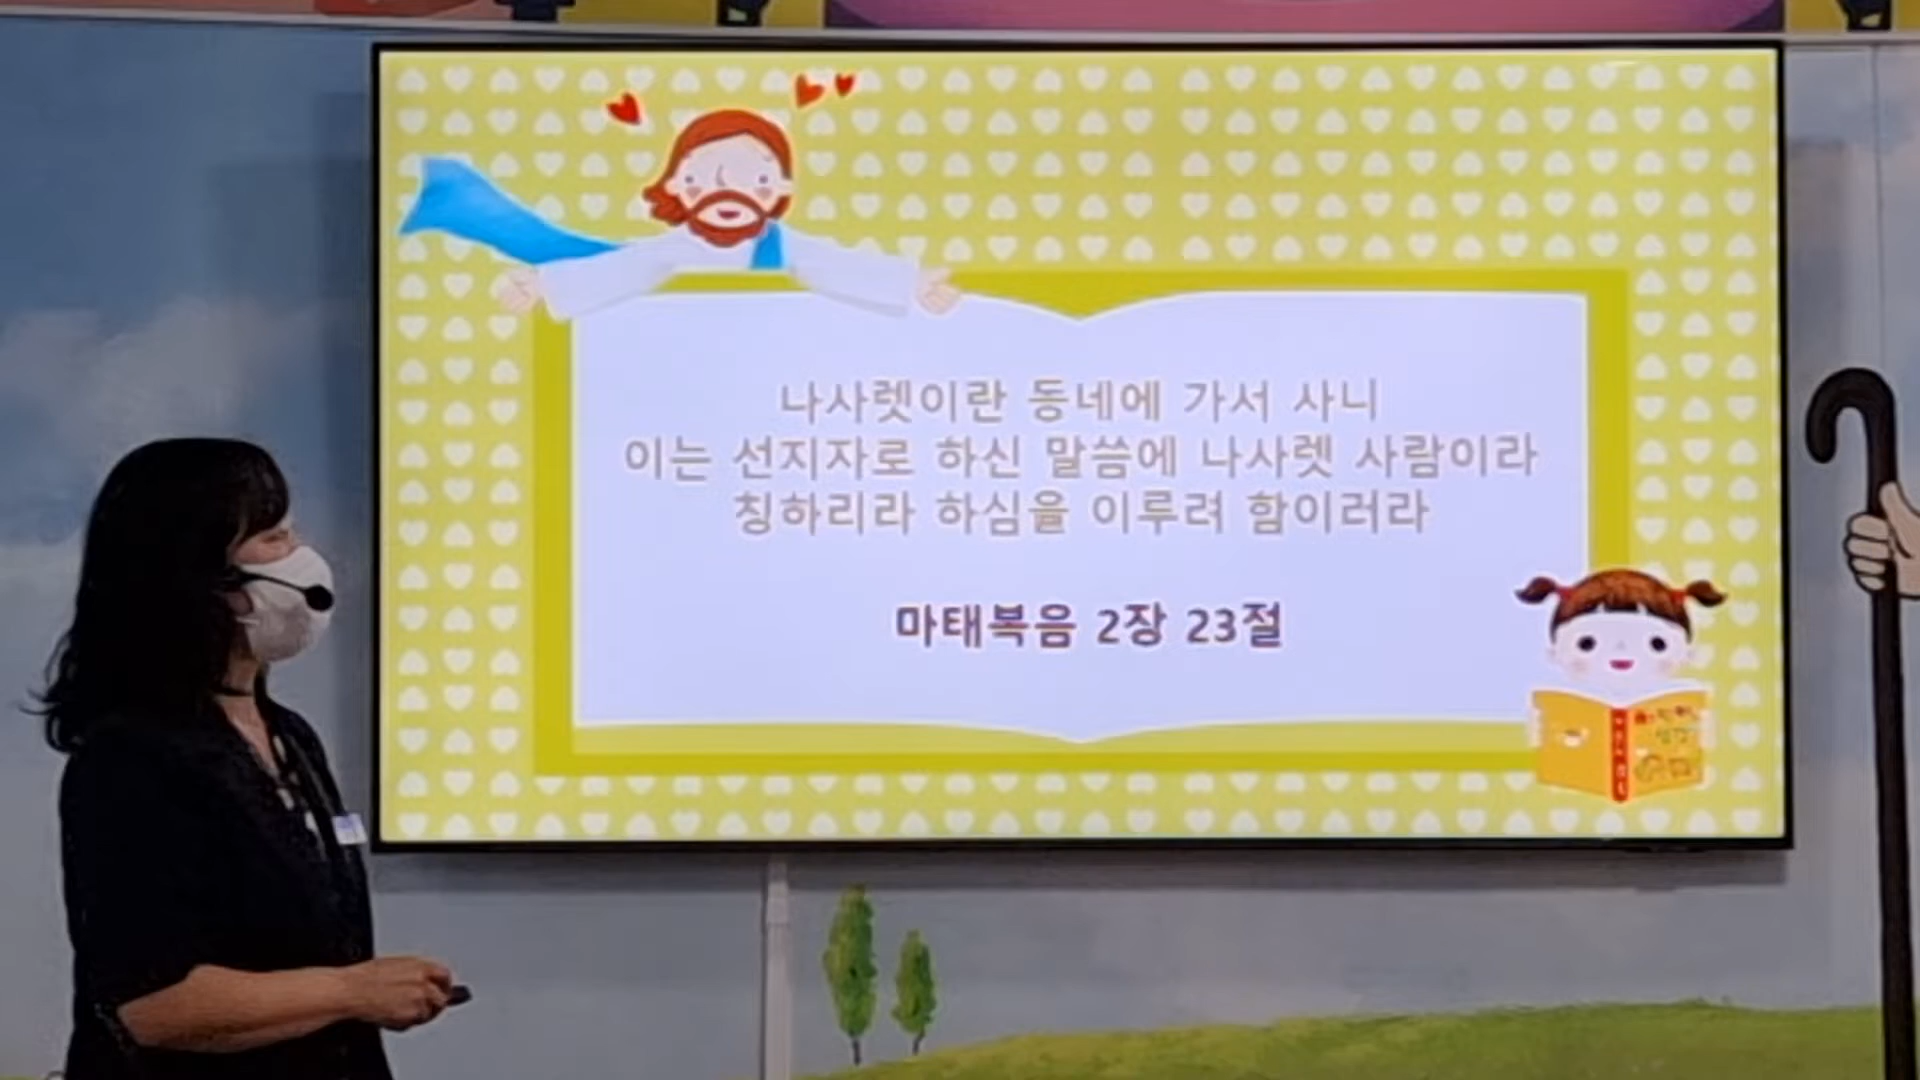 나사렛이란 동네에 가서 사니
이는 선지자로 하신 말씀에 나사렛 사람이라
칭하리라 하심을 이루려 함이러라
마태복음 2장 23절